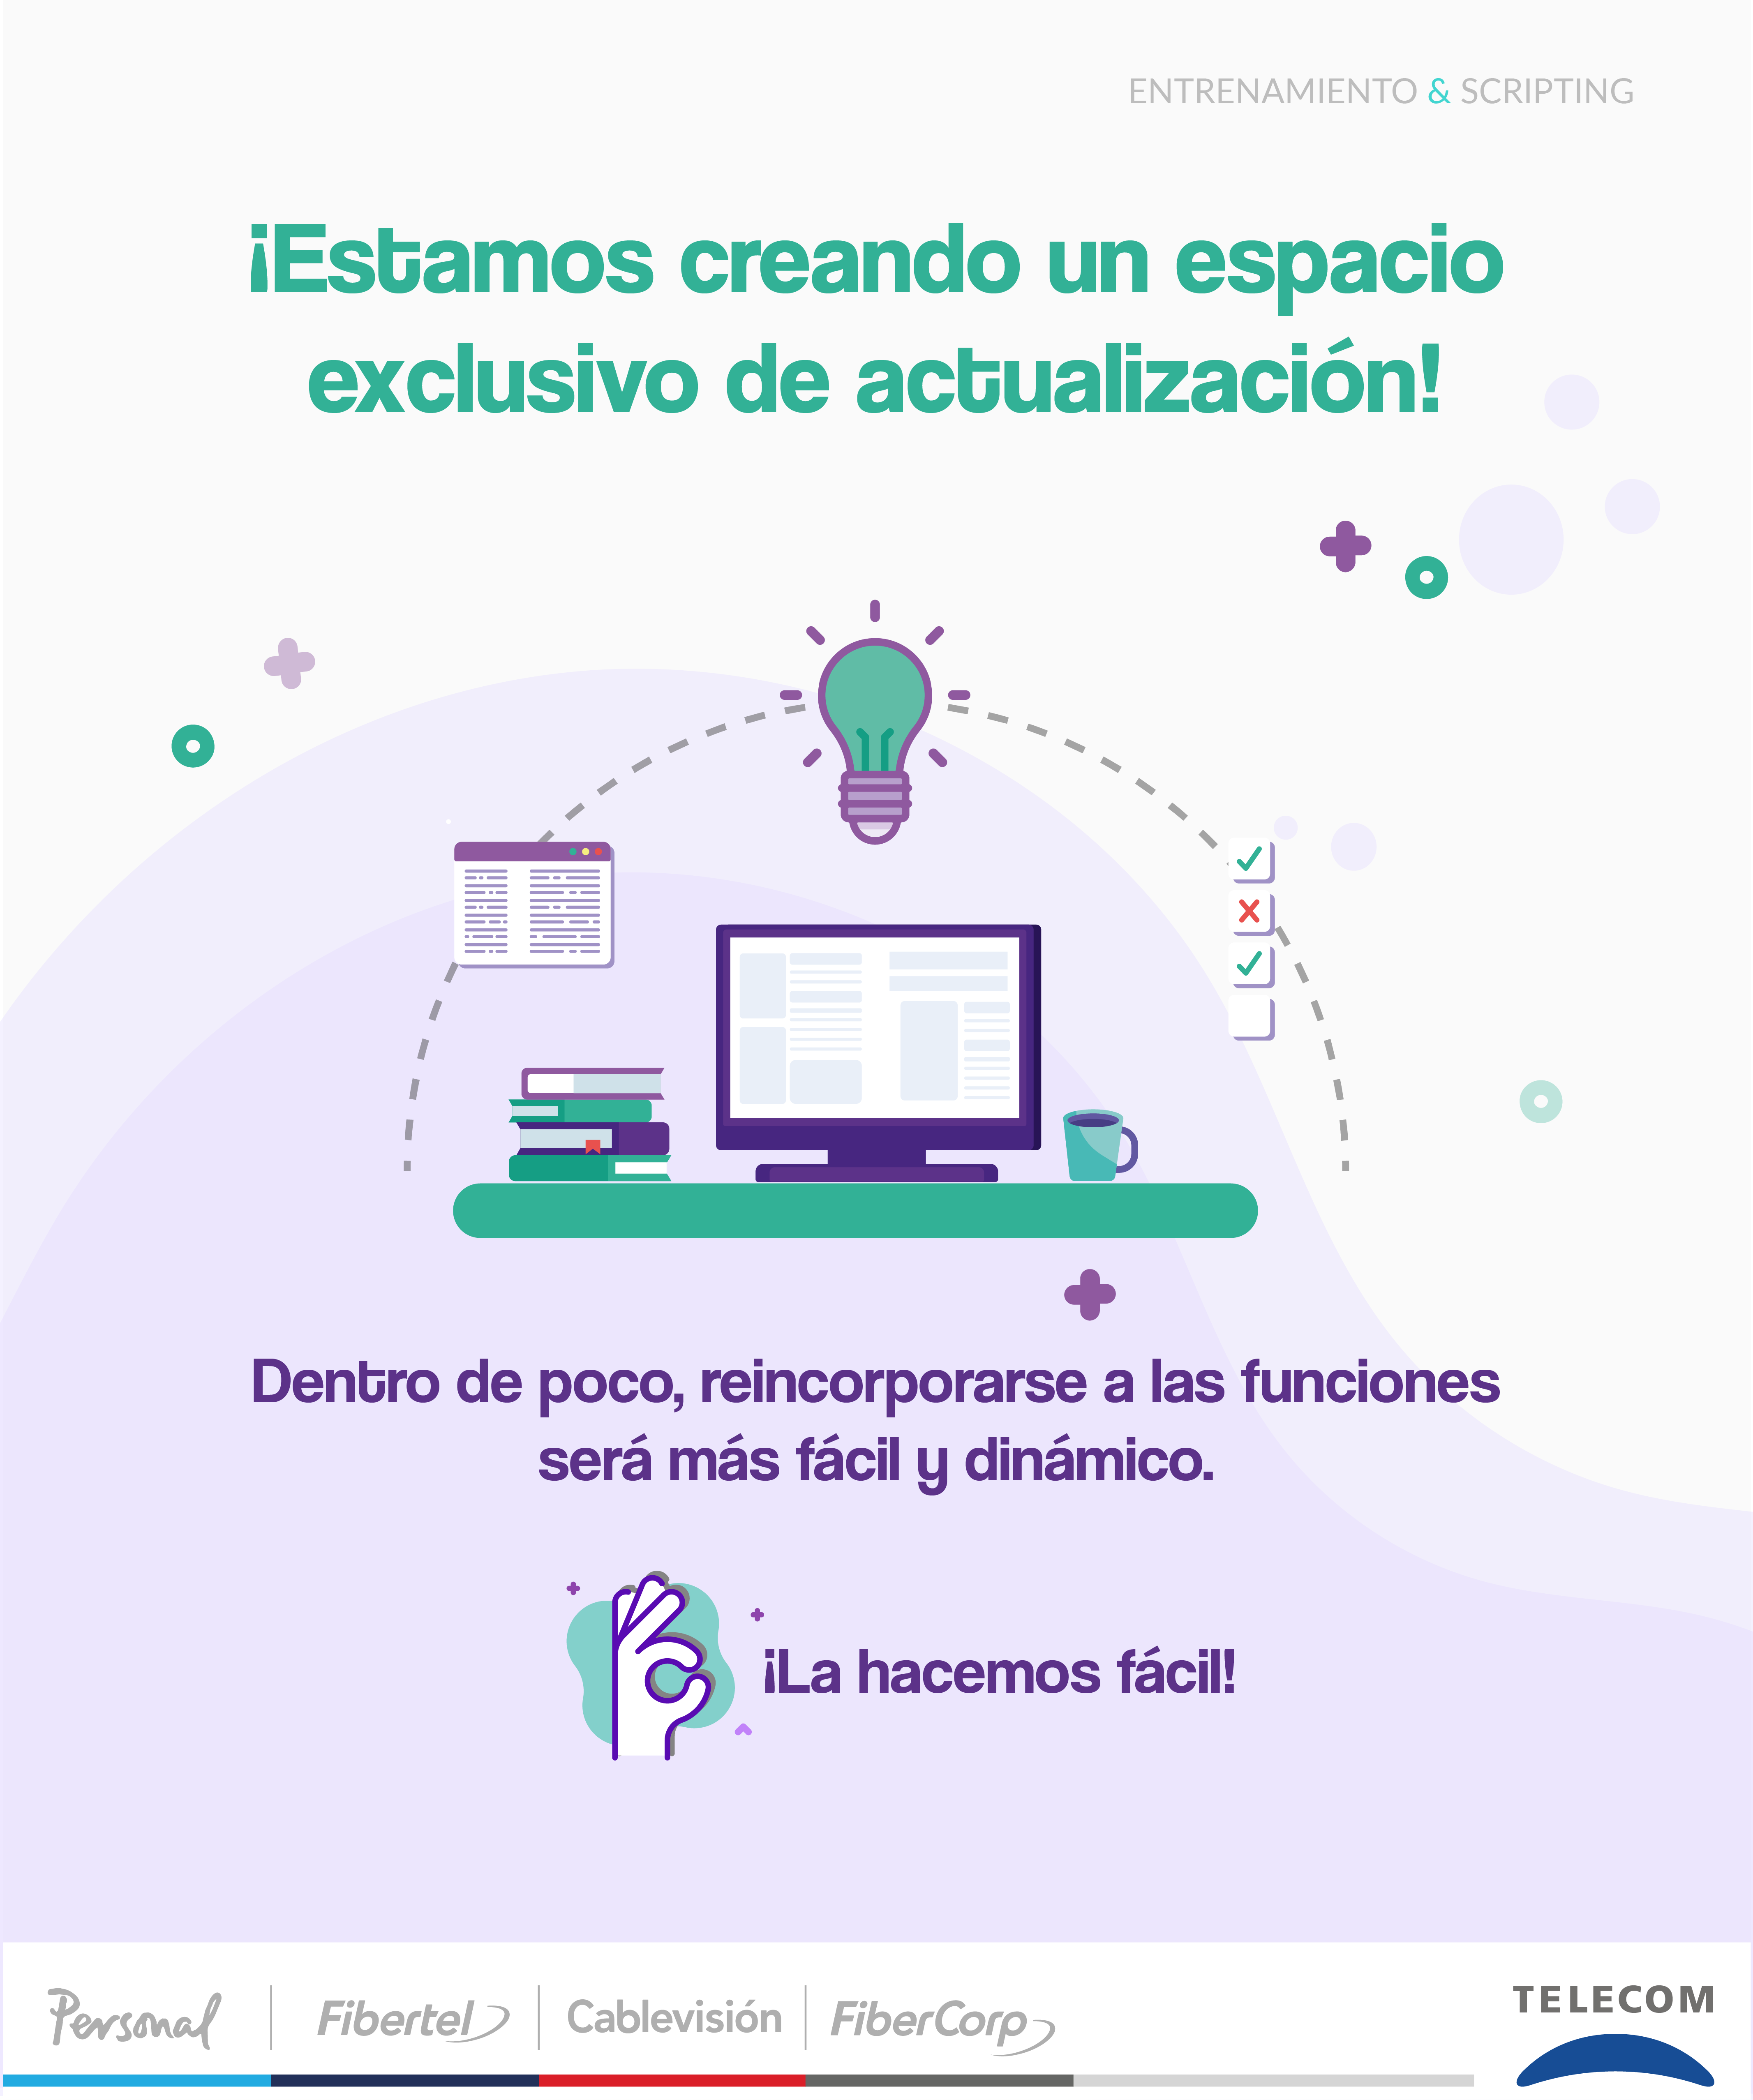 ENTRENAMIENTO & SCRIPTING
¡Estamos creando un espacio
exclusivo de actualización!
Dentro de poco, reincorporarse a las funciones
será más fácil y dinámico.
¡La hacemos fácil!
Personal
Fibertel
Cablevisión
FiberCorp
TELECOM